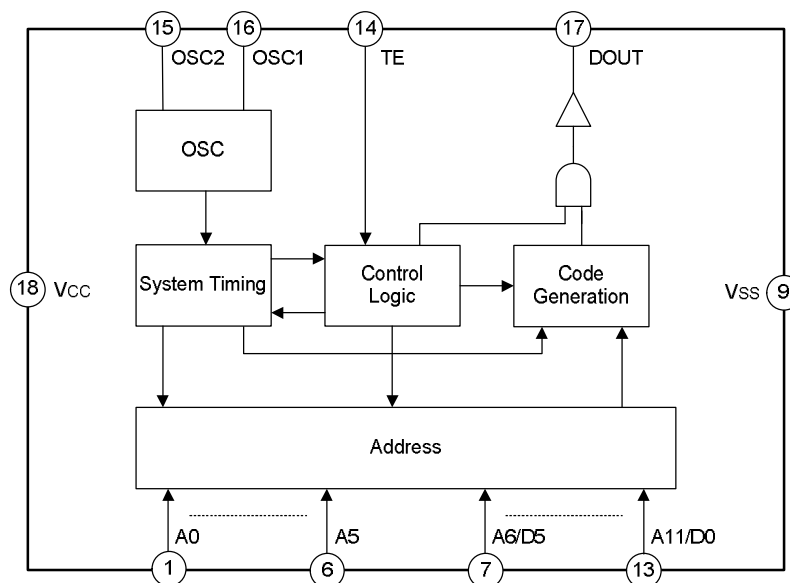 15 16 14 17
OSC2 OSC1 TE DOUT
OSC
System Timing
Control
Logic
Code
Generation
18 VCC
VSS 9
Address
A0 A5 A6/D5 A11/D0
1 6 7 13